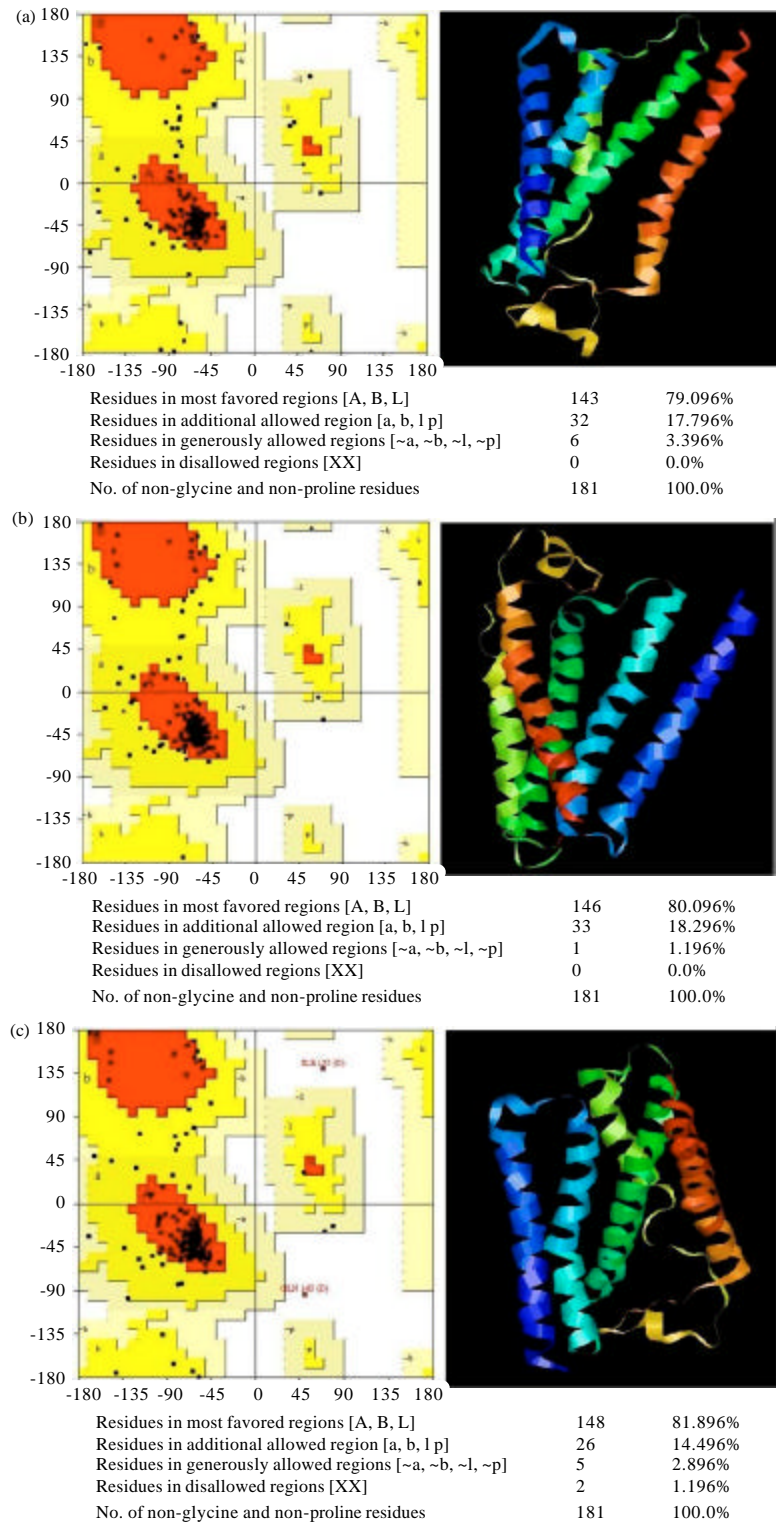 (a)
180
135
90
45
0
-45
-90
-135
-180
-180 -135 -90 -45 0 45 90 135 180
Residues in most favored regions [A, B, L] 143 79.096%
Residues in additional allowed region [a, b, l p] 32 17.796%
Residues in generously allowed regions [~a, ~b, ~l, ~p] 6 3.396%
Residues in disallowed regions [XX] 0 0.0%
No. of non-glycine and non-proline residues 181 100.0%
(b)
180
135
90
45
0
-45
-90
-135
-180
-180 -135 -90 -45 0 45 90 135 180
Residues in most favored regions [A, B, L] 146 80.096%
Residues in additional allowed region [a, b, l p] 33 18.296%
Residues in generously allowed regions [~a, ~b, ~l, ~p] 1 1.196%
Residues in disallowed regions [XX] 0 0.0%
No. of non-glycine and non-proline residues 181 100.0%
(c)
180
135
90
45
0
-45
-90
-135
-180
-180 -135 -90 -45 0 45 90 135 180
Residues in most favored regions [A, B, L] 148 81.896%
Residues in additional allowed region [a, b, l p] 26 14.496%
Residues in generously allowed regions [~a, ~b, ~l, ~p] 5 2.896%
Residues in disallowed regions [XX] 2 1.196%
No. of non-glycine and non-proline residues 181 100.0%